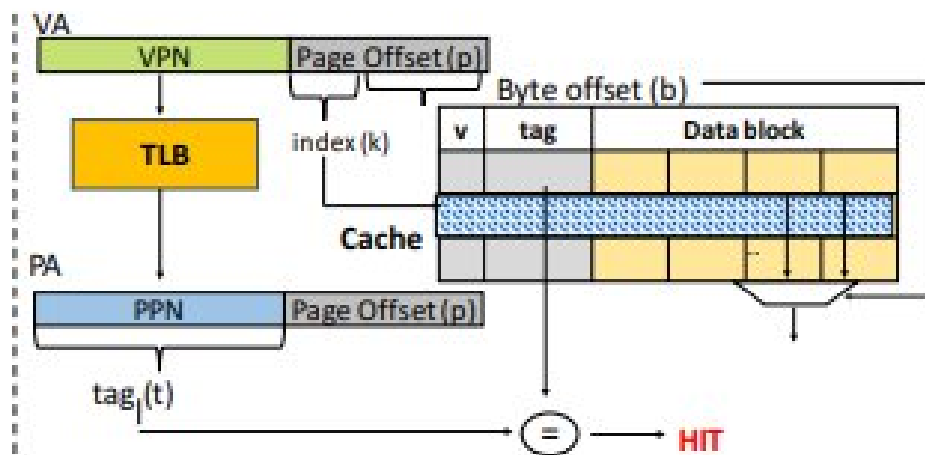 VA
VPN
Page Offset (p)
Byte offset (b)
v
tag
Data block
TLB
index (k)
Cache
PA
PPN
Page Offset (p)
tag (t)
=
HIT